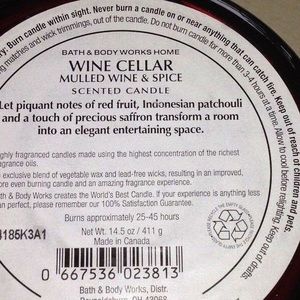 Burn candle within sight. Never burn a candle on or near anything that can catch fire. Keep out of reach of children and pets.
matches and wick trimmings, out of the candle. Do not burn candle for more than 3-4 hours at a time. Allow to cool before relighting. Keep out of drafts.
BATH & BODY WORKS HOME
WINE CELLAR
MULLED WINE & SPICE
SCENTED CANDLE
Let piquant notes of red fruit, Indonesian patchouli
and a touch of precious saffron transform a room
into an elegant entertaining space.
ghly fragranced candles made using the highest concentration of the richest
agrance oils.
exclusive blend of vegetable wax and lead-free wicks, resulting in improved,
ore even burning candle and an amazing fragrance experience.
th & Body Works creates the World's Best Candle. If your experience is anything less
an perfect, please remember our 100% Satisfaction Guarantee.
Burns approximately 25-45 hours
4185K3A1
Net Wt. 14.5 oz / 411 g
Made in Canada
0 667536 023813
Bath & Body Works, Distr.
Reynoldsburg, OH 43068